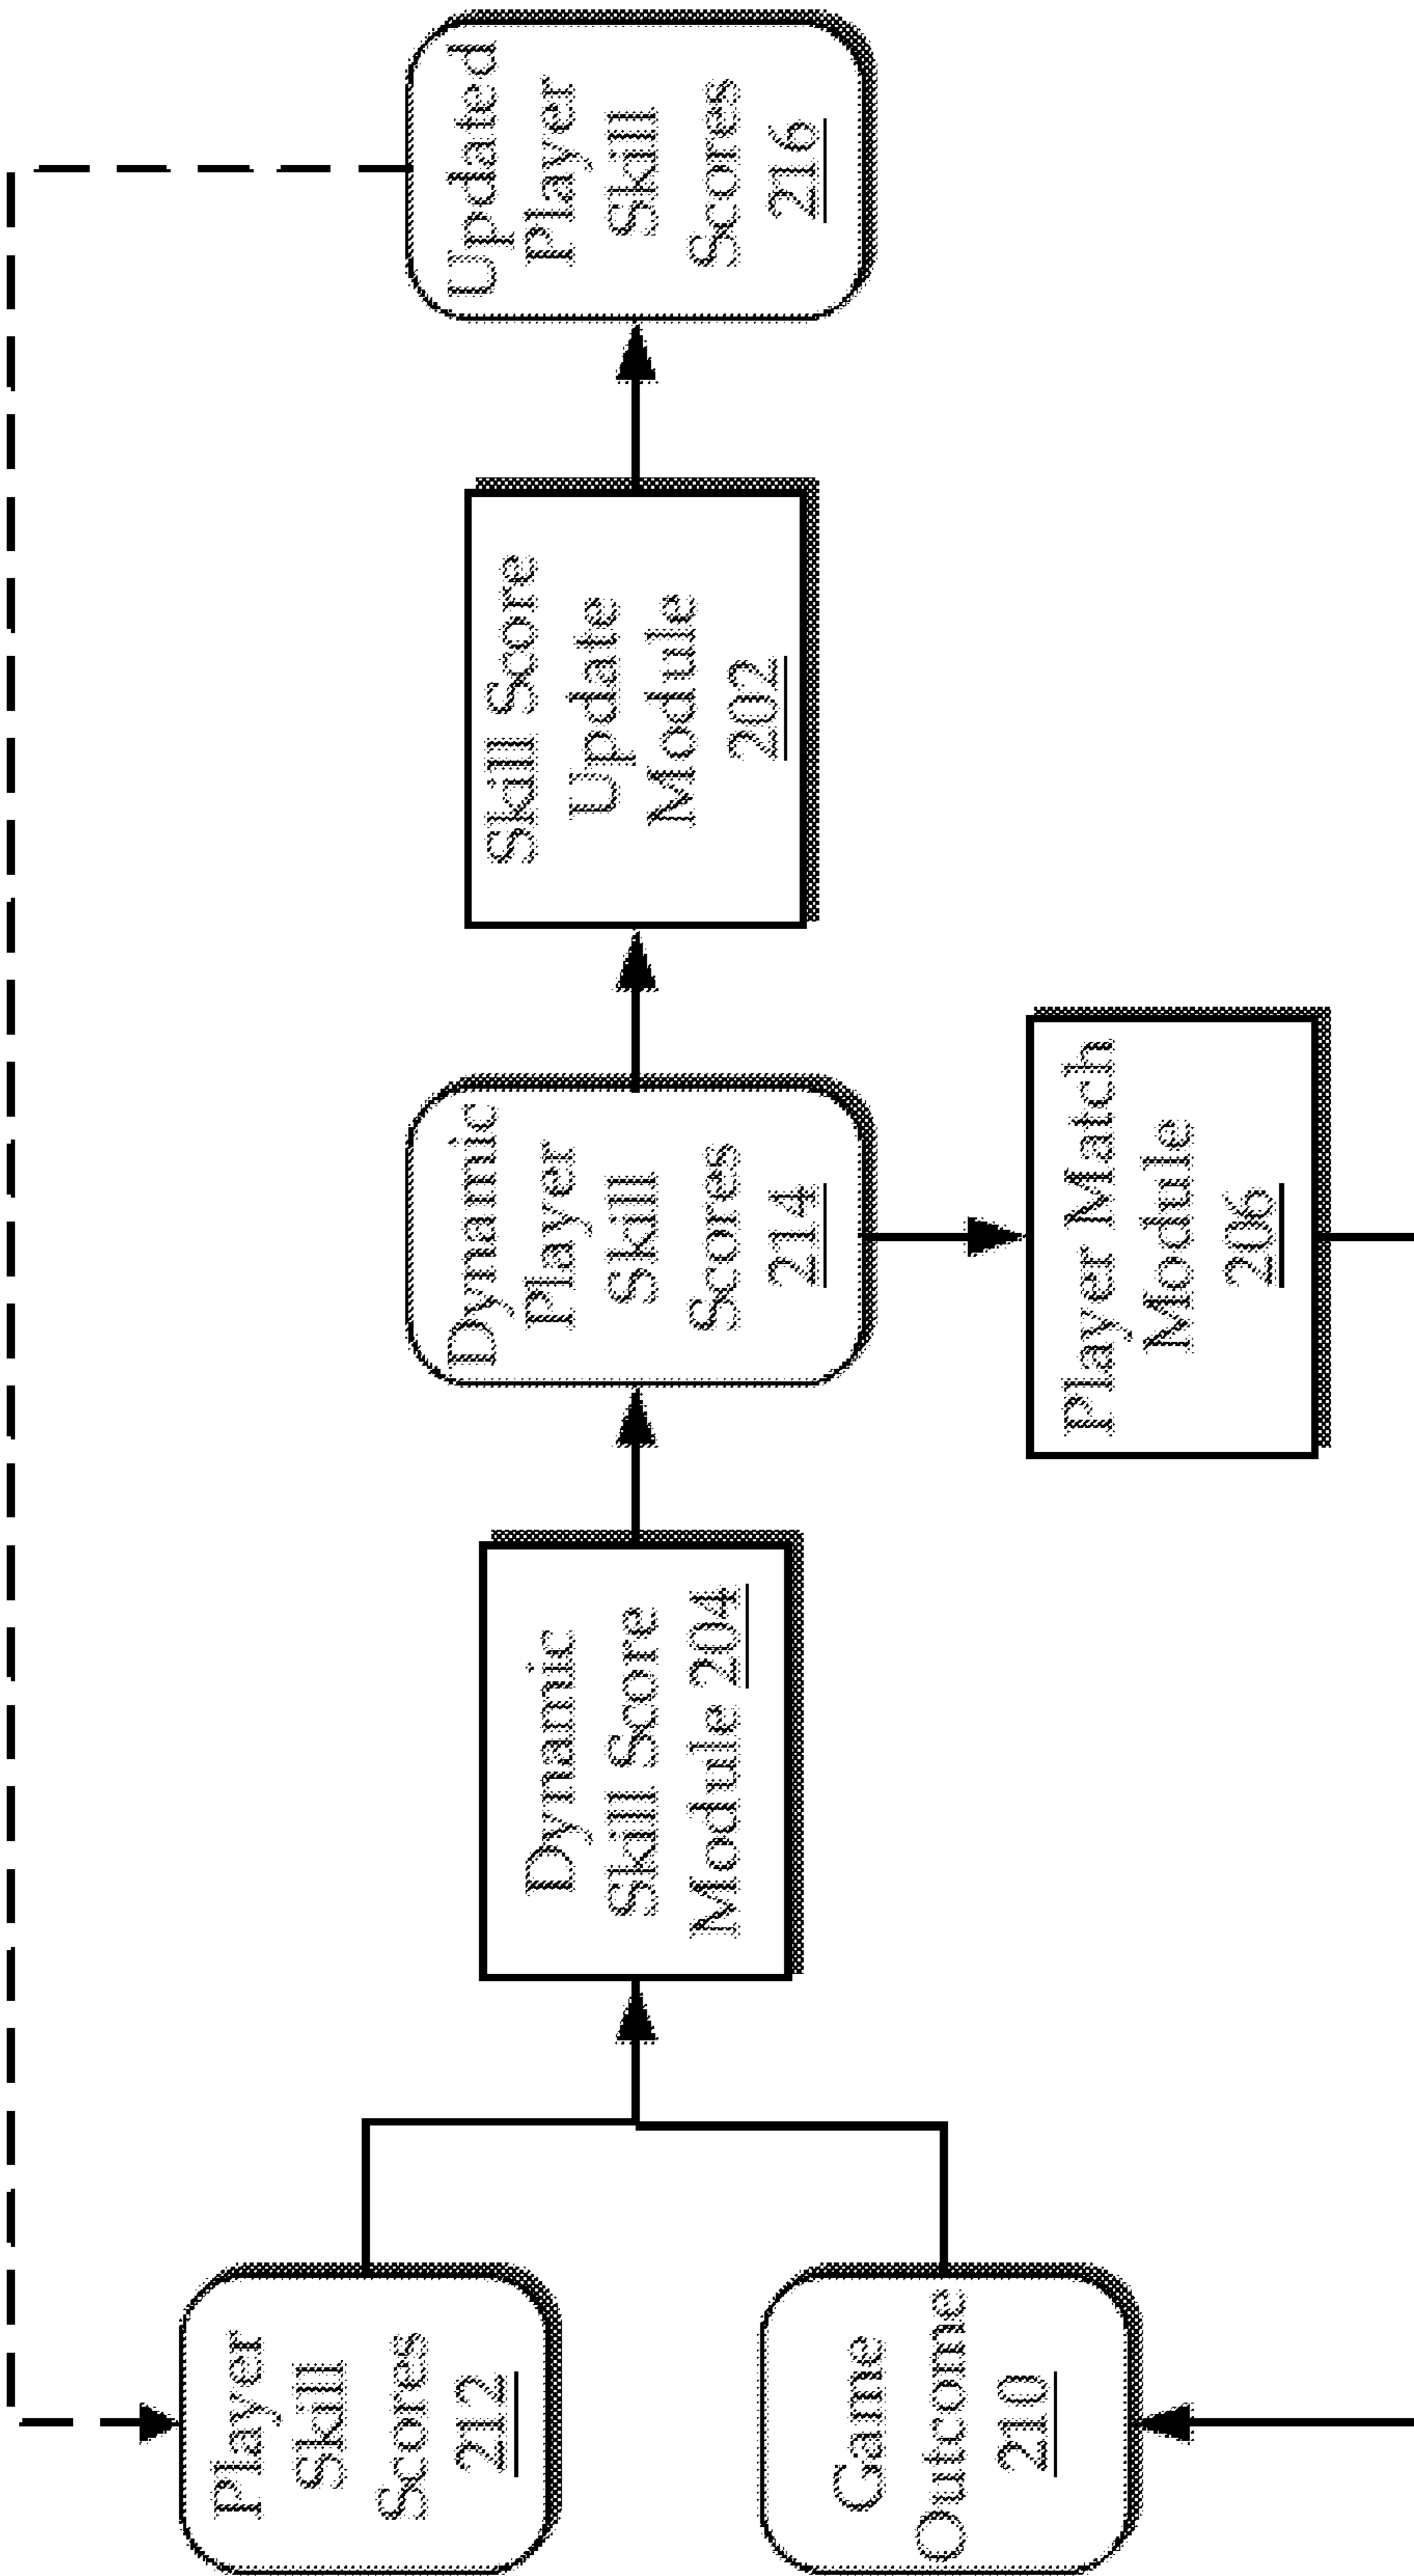 Player
Skill
Scores
212
Game
Outcome
210
Dynamic
Skill Score
Module 204
Dynamic
Player
Skill
Scores
214
Player Match
Module
206
Skill Score
Update
Module
202
Updated
Player
Skill
Scores
216